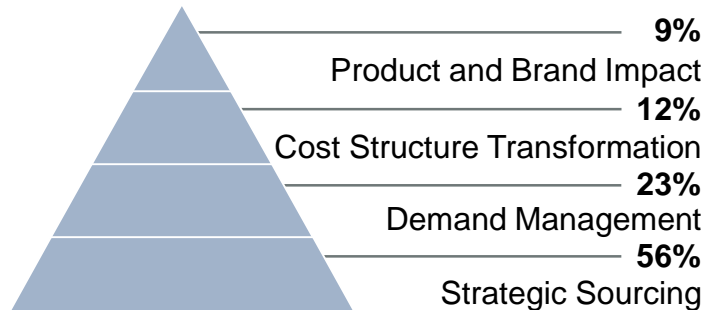 9%
Product and Brand Impact
12%
Cost Structure Transformation
23%
Demand Management
56%
Strategic Sourcing